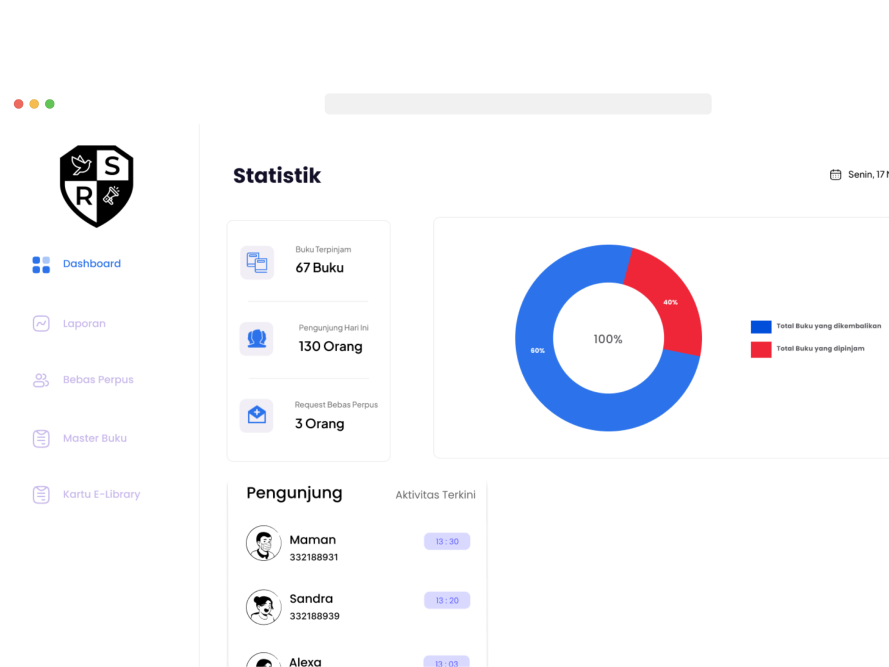 S
R
Dashboard
Laporan
Bebas Perpus
Master Buku
Kartu E-Library
Statistik
Senin, 17
Buku Terpinjam
67 Buku
Pengunjung Hari Ini
130 Orang
Request Bebas Perpus
3 Orang
40%
100%
60%
Total Buku yang dikembalikan
Total Buku yang dipinjam
Pengunjung
Aktivitas Terkini
Maman
13 : 30
332188931
Sandra
13 : 20
332188939
Alexa
13 : 03